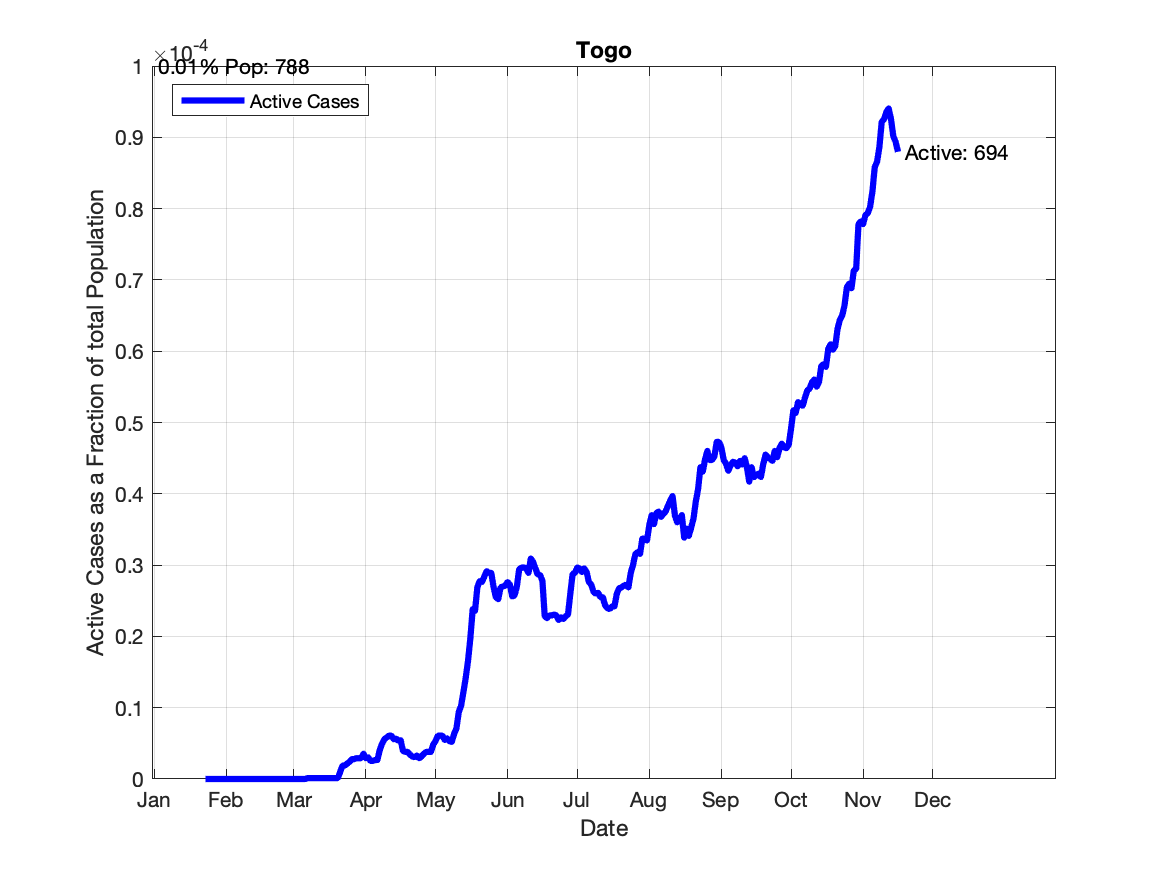 Togo
×10-4
0.01% Pop: 788
Active Cases
Active: 694
1
0.9
0.8
0.7
0.6
0.5
0.4
0.3
0.2
0.1
0
Active Cases as a Fraction of total Population
Jan Feb Mar Apr May Jun Jul Aug Sep Oct Nov Dec
Date